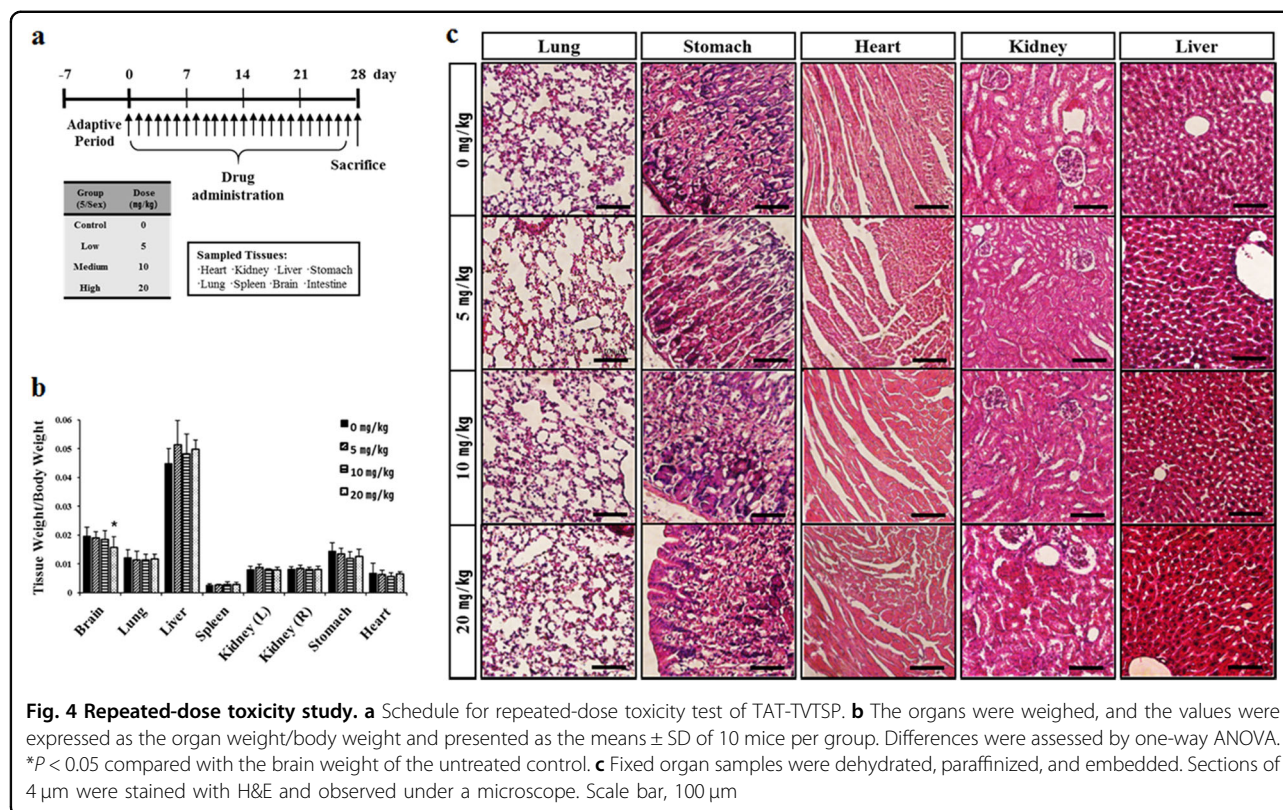 a
-7 0 7 14 21 28 day
Adaptive
Period
Drug
administration
Sacrifice
Group
(5/Sex)
Dose
(mg/kg)
Control 0
Low 5
Medium 10
High 20
Sampled Tissues:
·Heart ·Kidney ·Liver ·Stomach
·Lung ·Spleen ·Brain ·Intestine
b
Tissue Weight/Body Weight
0.06
0.05
0.04
0.03
0.02
0.01
0
*
0 mg/kg
5 mg/kg
10 mg/kg
20 mg/kg
Brain
Lung
Liver
Spleen
Kidney (L)
Kidney (R)
Stomach
Heart
c
Lung Stomach Heart Kidney Liver
0 mg/kg
5 mg/kg
10 mg/kg
20 mg/kg
Fig. 4 Repeated-dose toxicity study. a Schedule for repeated-dose toxicity test of TAT-TVTSP. b The organs were weighed, and the values were
expressed as the organ weight/body weight and presented as the means ± SD of 10 mice per group. Differences were assessed by one-way ANOVA.
*P < 0.05 compared with the brain weight of the untreated control. c Fixed organ samples were dehydrated, paraffinized, and embedded. Sections of
4 μm were stained with H&E and observed under a microscope. Scale bar, 100 μm